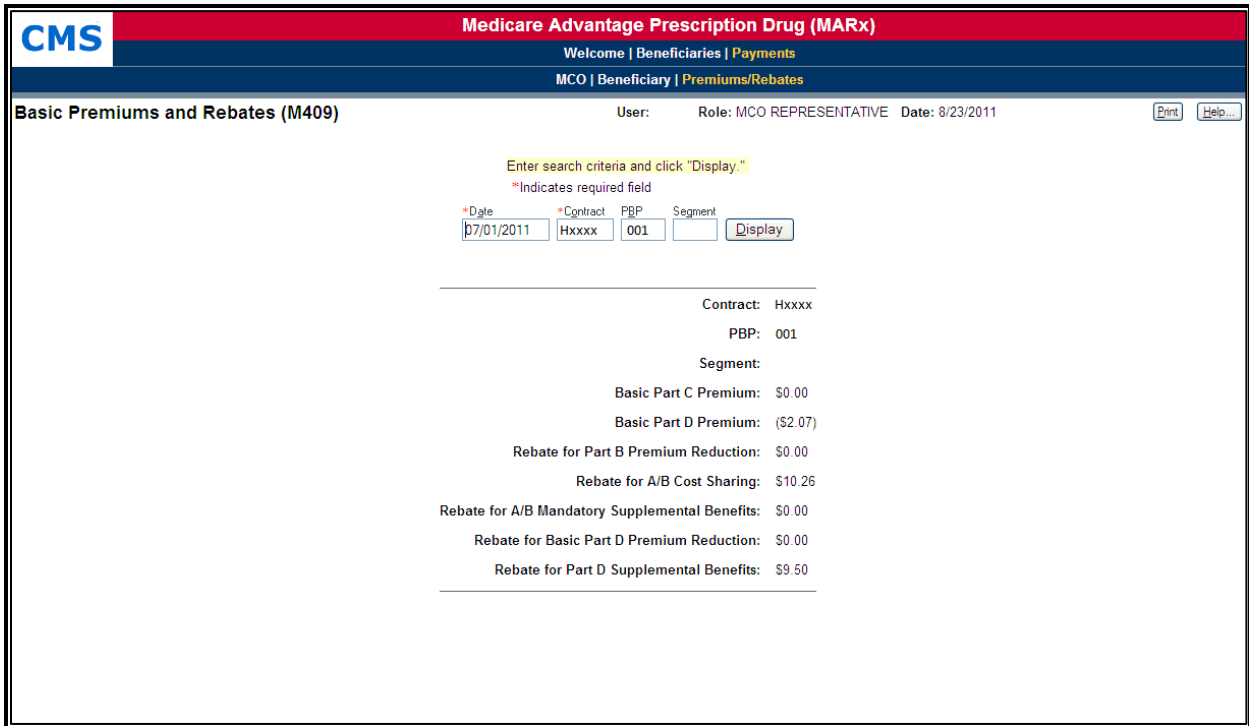 CMS
Medicare Advantage Prescription Drug (MARx)
Welcome | Beneficiaries | Payments
MCO | Beneficiary | Premiums/Rebates
Basic Premiums and Rebates (M409) User: Role: MCO REPRESENTATIVE Date: 8/23/2011 Print Help...
Enter search criteria and click "Display."
*Indicates required field
*Date *Contract PBP Segment
07/01/2011 Hxxxx 001 Display
Contract: Hxxxx
PBP: 001
Segment:
Basic Part C Premium: $0.00
Basic Part D Premium: ($2.07)
Rebate for Part B Premium Reduction: $0.00
Rebate for A/B Cost Sharing: $10.26
Rebate for A/B Mandatory Supplemental Benefits: $0.00
Rebate for Basic Part D Premium Reduction: $0.00
Rebate for Part D Supplemental Benefits: $9.50